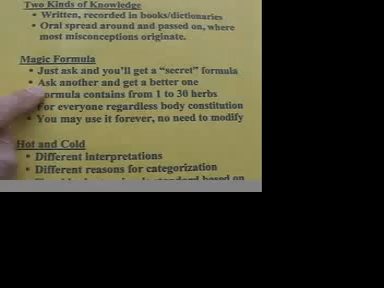 Two Kinds of Knowledge
• Written, recorded in books/dictionaries
• Oral spread around and passed on, where
most misconceptions originate.
Magic Formula
• Just ask and you'll get a "secret" formula
• Ask another and get a better one
formula contains from 1 to 30 herbs
• For everyone regardless body constitution
• You may use it forever, no need to modify
Hot and Cold
• Different interpretations
• Different reasons for categorization
standard based on